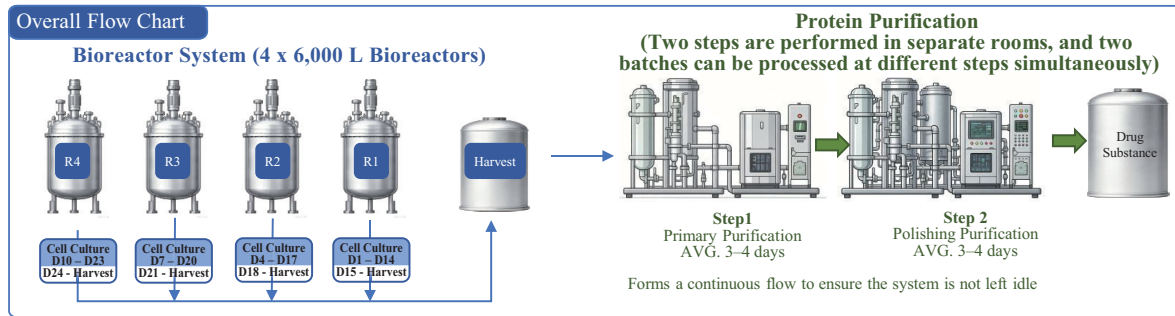 Overall Flow Chart
Bioreactor System (4 x 6,000 L Bioreactors)
R4
R3
R2
R1
Harvest
Cell Culture
D10 – D23
D24 - Harvest
Cell Culture
D7 – D20
D21 - Harvest
Cell Culture
D4 – D17
D18 - Harvest
Cell Culture
D1 – D14
D15 - Harvest
Protein Purification
(Two steps are performed in separate rooms, and two
batches can be processed at different steps simultaneously)
Step1
Primary Purification
AVG. 3–4 days
Step 2
Polishing Purification
AVG. 3–4 days
Drug
Substance
Forms a continuous flow to ensure the system is not left idle